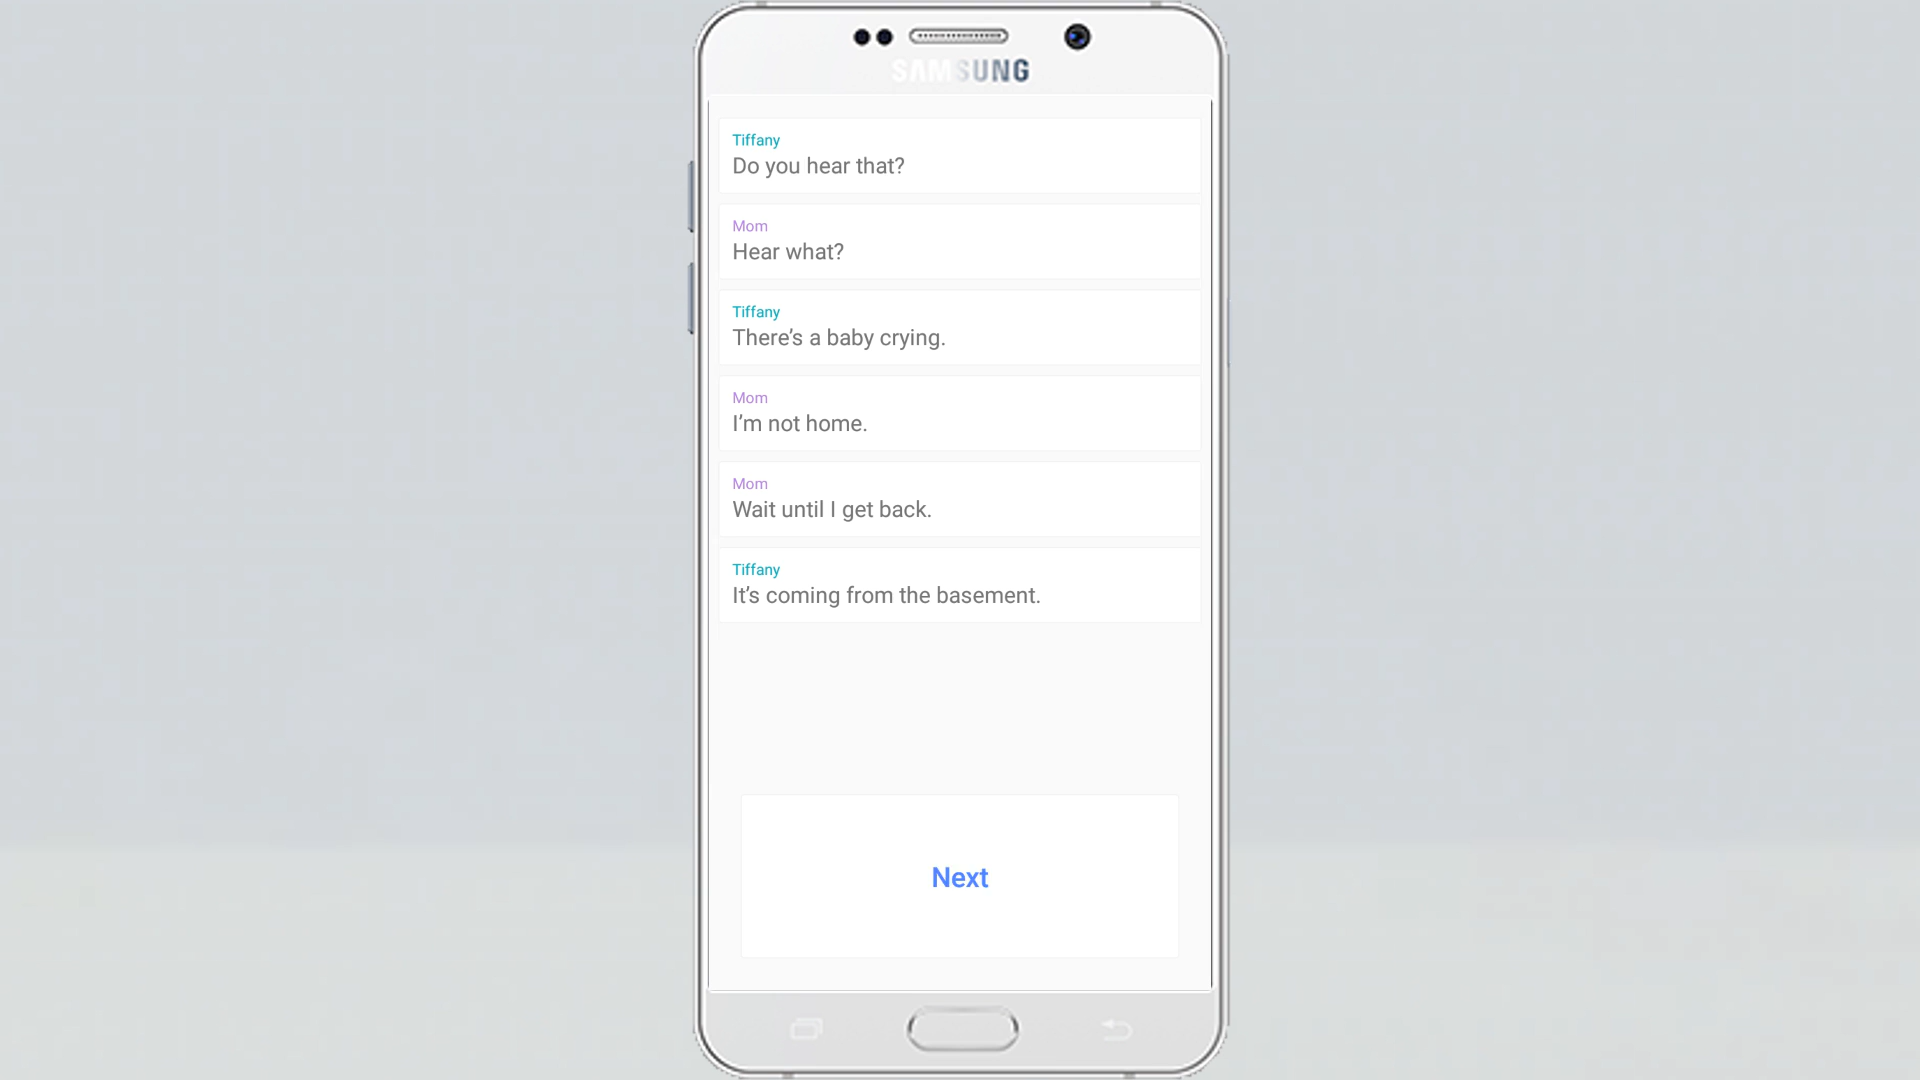 SAMSUNG
Tiffany
Do you hear that?
Mom
Hear what?
Tiffany
There’s a baby crying.
Mom
I’m not home.
Mom
Wait until I get back.
Tiffany
It’s coming from the basement.
Next